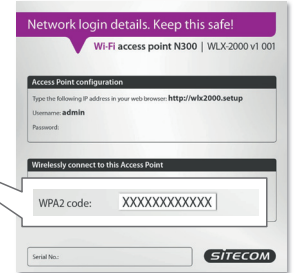 Network login details. Keep this safe!
Wi-Fi access point N300 | WLX-2000 v1 001
Access Point configuration
Type the following IP address in your web browser: http://wlx2000.setup
Username: admin
Password:
Wirelessly connect to this Access Point
WPA2 code: XXXXXXXXXXXX
Serial No.:
SITECOM